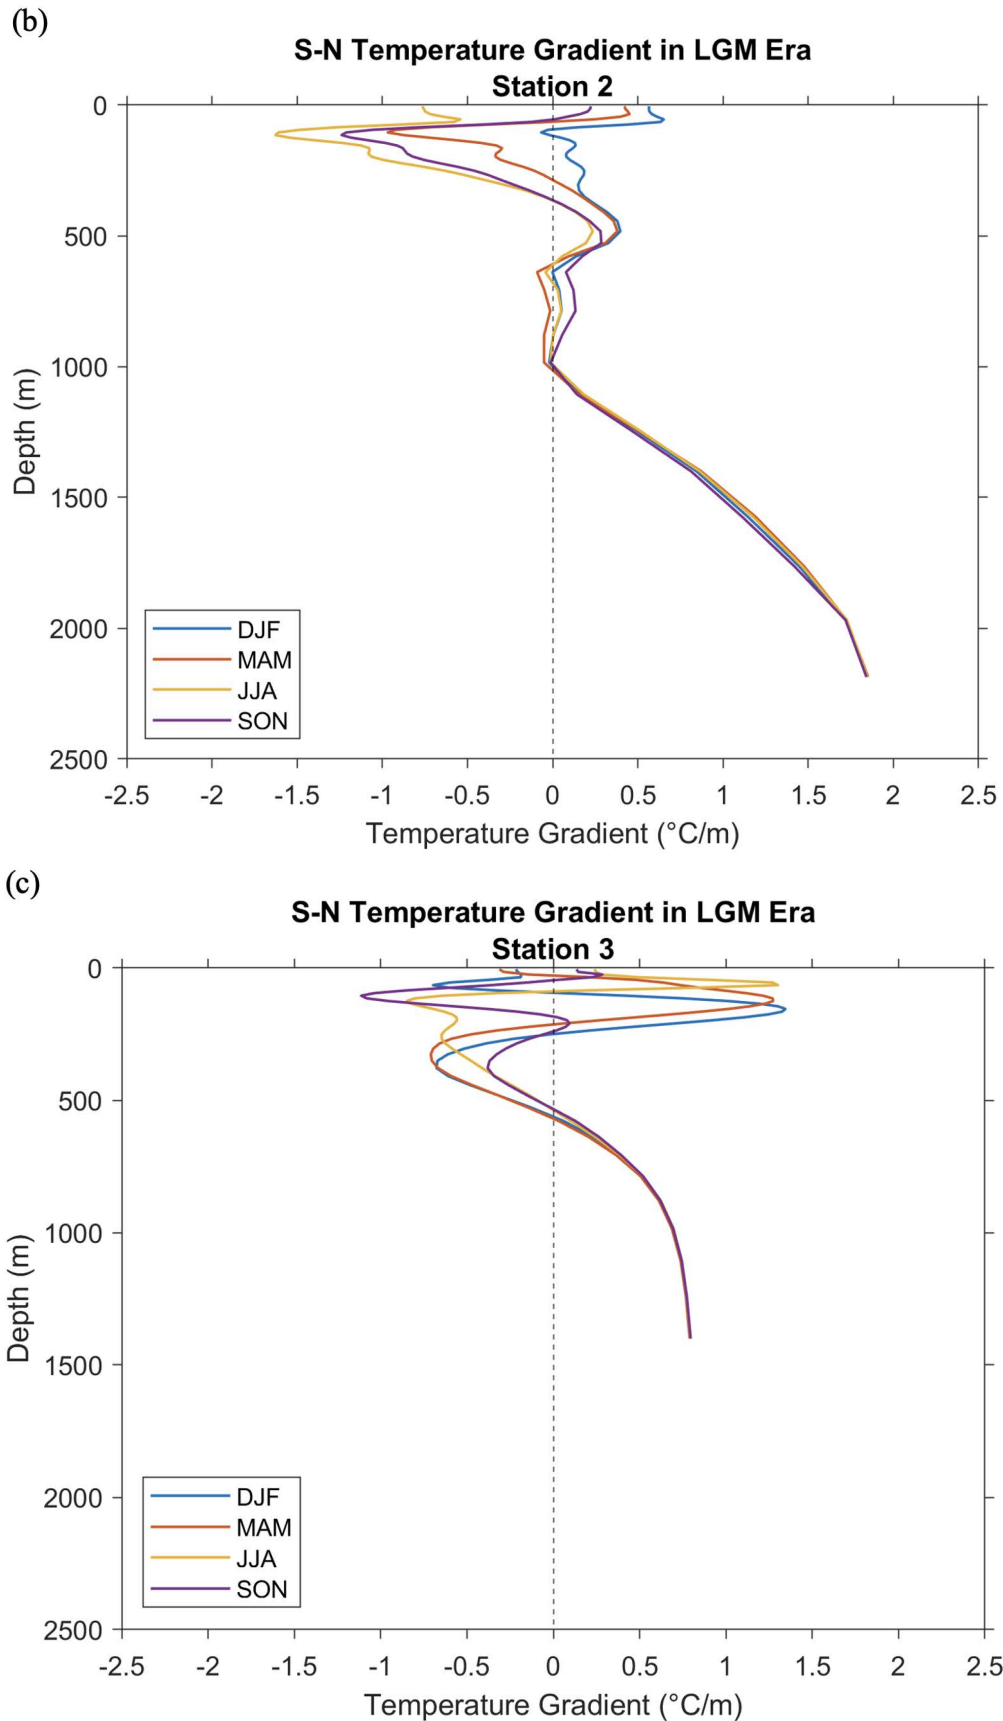 (b)
S-N Temperature Gradient in LGM Era
Station 2
0
500
1000
1500
2000
2500
Depth (m)
DJF
MAM
JJA
SON
-2.5 -2 -1.5 -1 -0.5 0 0.5 1 1.5 2 2.5
Temperature Gradient (°C/m)
(c)
S-N Temperature Gradient in LGM Era
Station 3
0
500
1000
1500
2000
2500
Depth (m)
DJF
MAM
JJA
SON
-2.5 -2 -1.5 -1 -0.5 0 0.5 1 1.5 2 2.5
Temperature Gradient (°C/m)